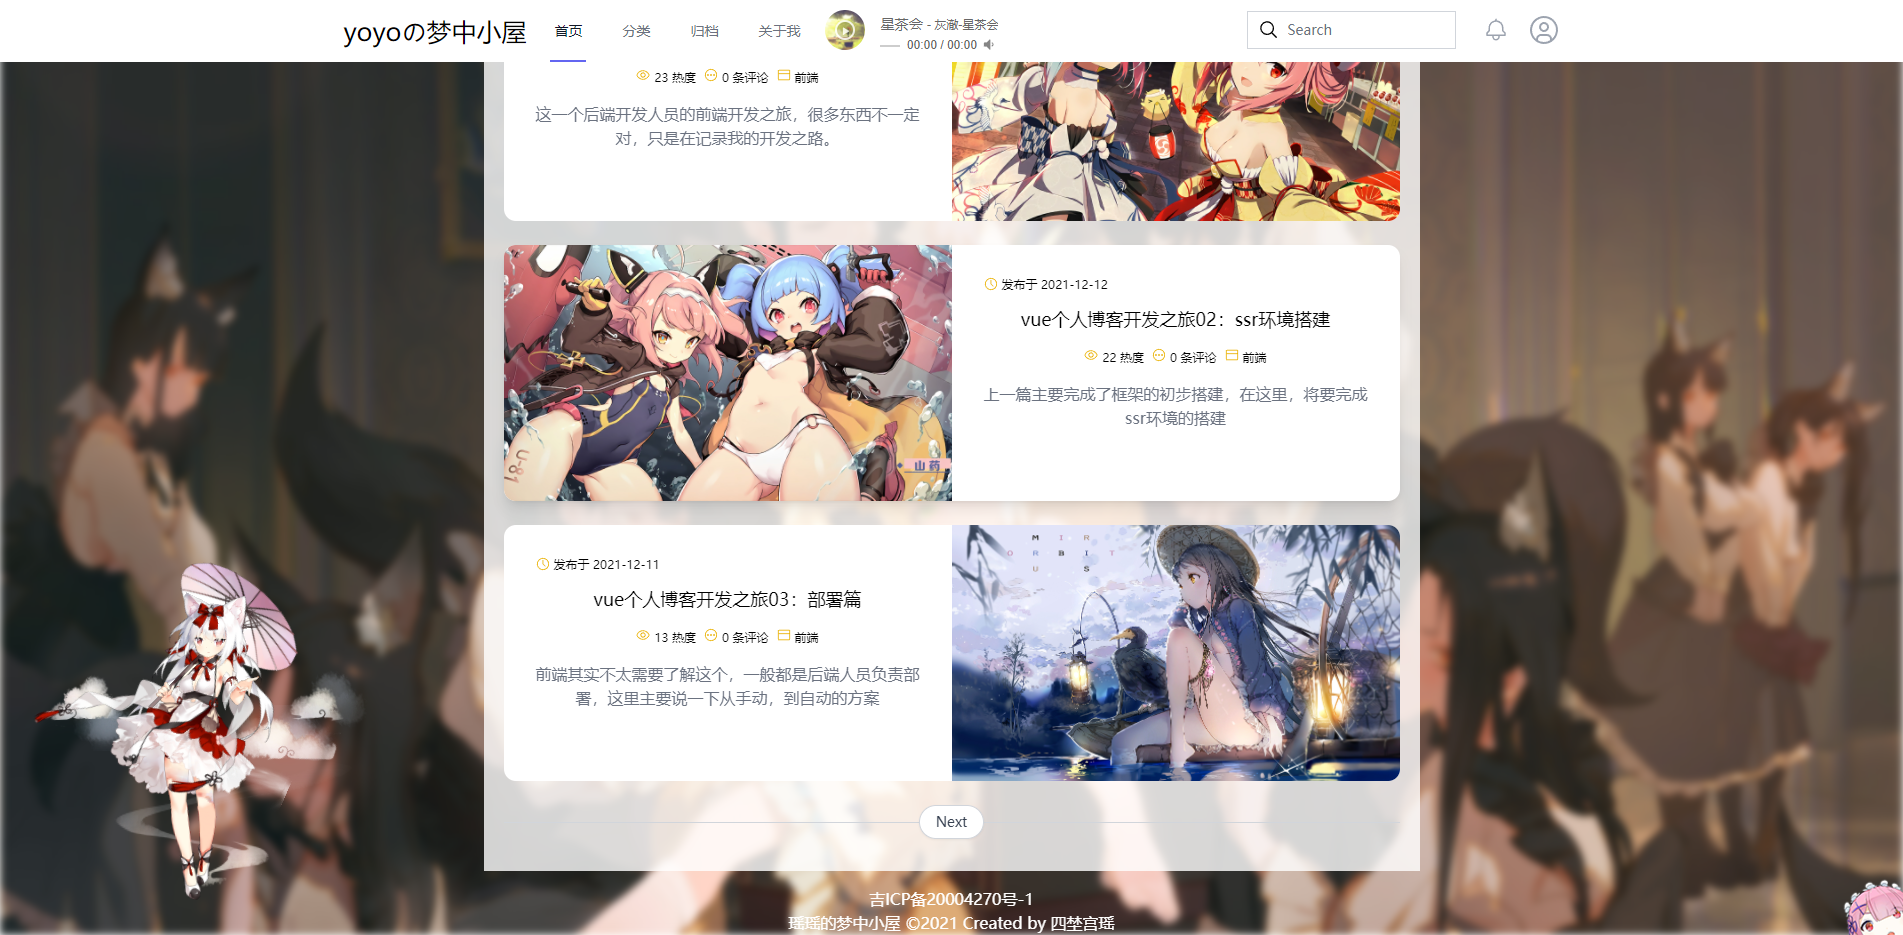 yoyoの梦中小屋
首页
分类
归档
关于我
星茶会 - 灰澈-星茶会
00:00 / 00:00
Search
23 热度 0 条评论 前端
这一个后端开发人员的前端开发之旅，很多东西不一定
对，只是在记录我的开发之路。
U-81
山药
发布于 2021-12-12
vue个人博客开发之旅02：ssr环境搭建
22 热度 0 条评论 前端
上一篇主要完成了框架的初步搭建，在这里，将要完成
ssr环境的搭建
发布于 2021-12-11
vue个人博客开发之旅03：部署篇
13 热度 0 条评论 前端
前端其实不太需要了解这个，一般都是后端人员负责部
署，这里主要说一下从手动，到自动的方案
M I R
O R B I T
U S
Next
吉ICP备20004270号-1
瑶瑶的梦中小屋 ©2021 Created by 四埜宫瑶